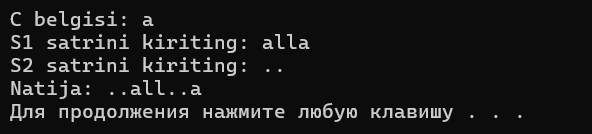 C belgisi: a
S1 satrini kiriting: alla
S2 satrini kiriting: ..
Natija: ..all..a
Для продолжения нажмите любую клавишу . . .